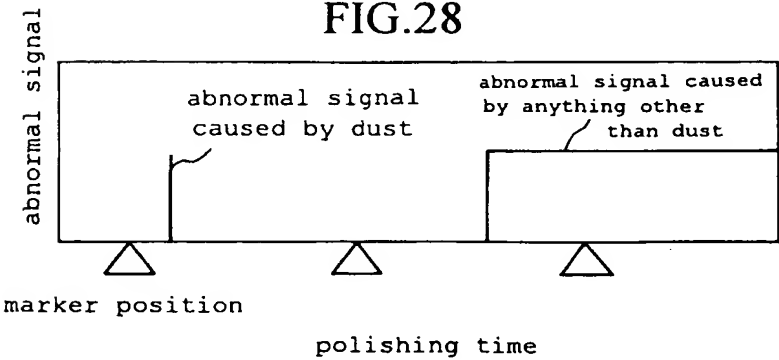 FIG.28
abnormal signal
abnormal signal
caused by dust
abnormal signal caused
by anything other
than dust
marker position
polishing time